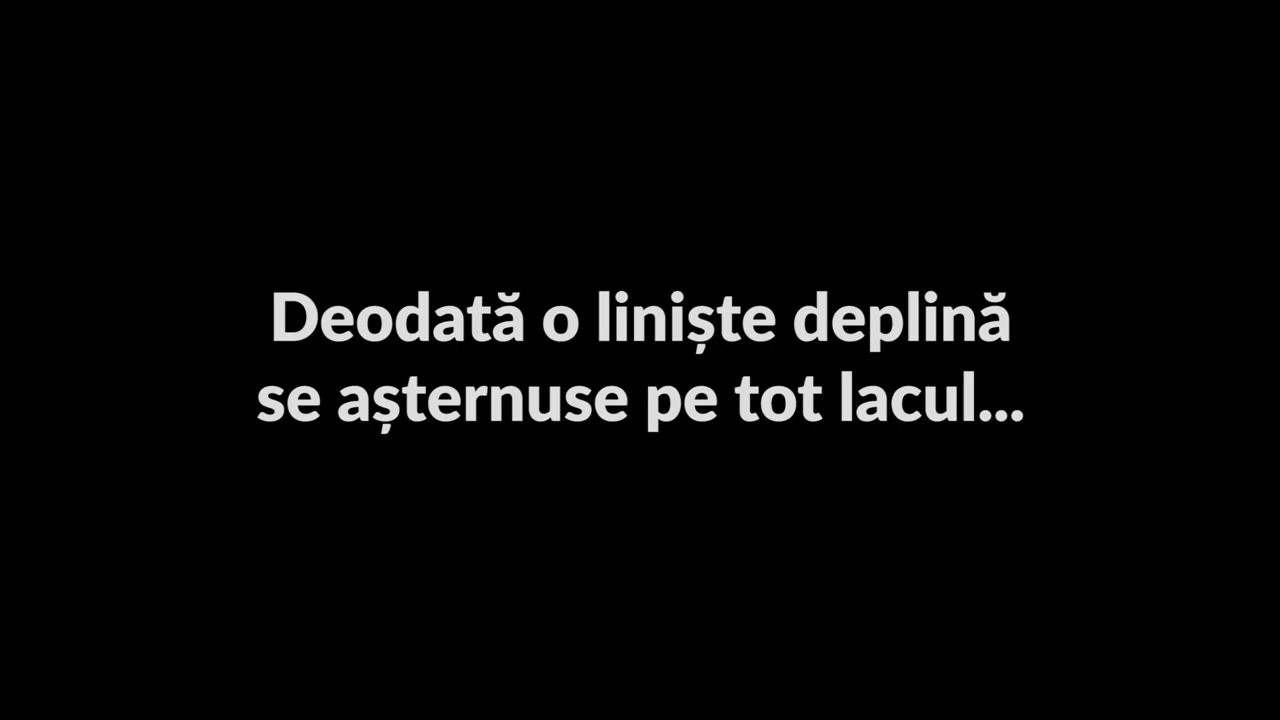 Deodată o liniște deplină
se așternuse pe tot lacul...